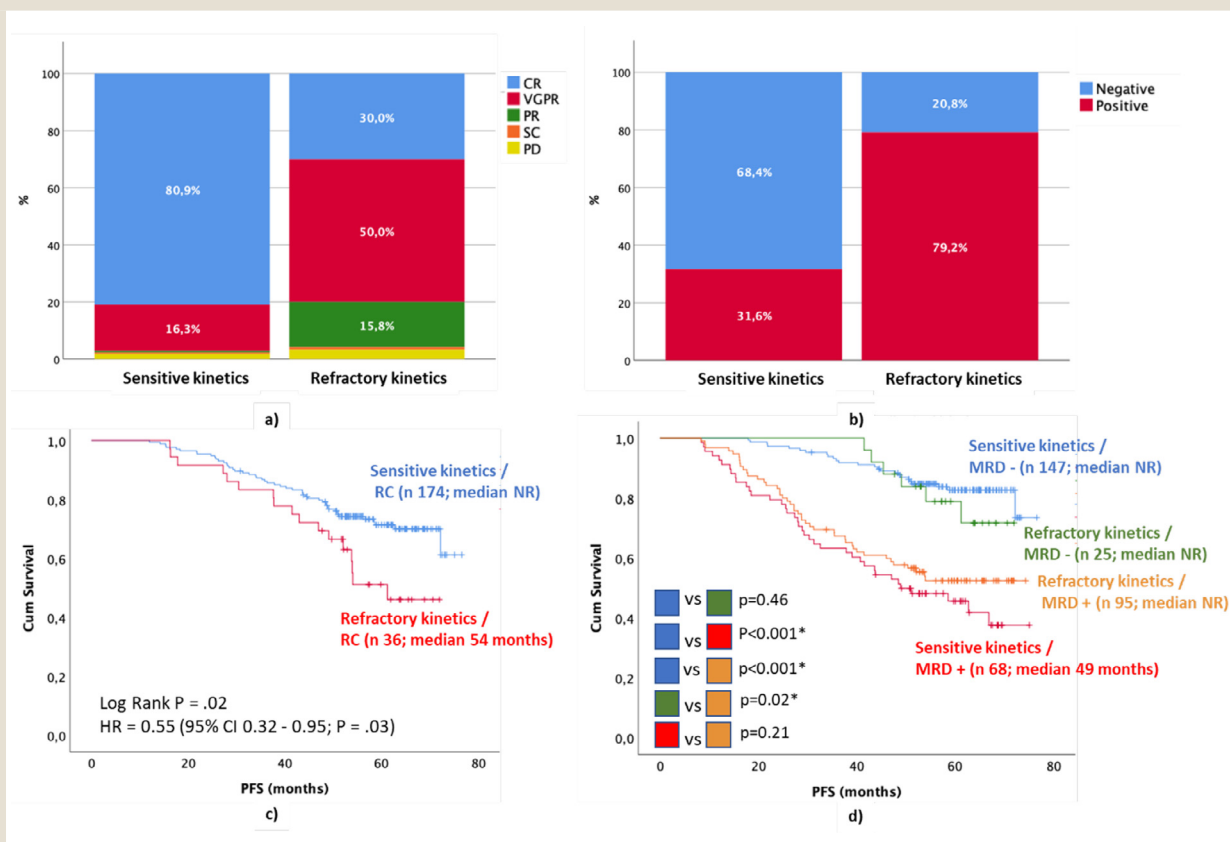 100
80
60
40
20
0
%
80,9%
16,3%
30,0%
50,0%
15,8%
Sensitive kinetics
Refractory kinetics
CR
VGPR
PR
SC
PD
a)
100
80
60
40
20
0
%
68,4%
31,6%
20,8%
79,2%
Sensitive kinetics
Refractory kinetics
Negative
Positive
b)
1,0
0,8
0,6
0,4
0,2
0,0
Cum Survival
Sensitive kinetics /
RC (n 174; median NR)
Refractory kinetics /
RC (n 36; median 54 months)
Log Rank P = .02
HR = 0.55 (95% CI 0.32 - 0.95; P = .03)
0 20 40 60 80
PFS (months)
c)
1,0
0,8
0,6
0,4
0,2
0,0
Cum Survival
Sensitive kinetics /
MRD - (n 147; median NR)
Refractory kinetics /
MRD - (n 25; median NR)
Refractory kinetics /
MRD + (n 95; median NR)
Sensitive kinetics /
MRD + (n 68; median 49 months)
vs p=0.46
vs P<0.001*
vs p<0.001*
vs p=0.02*
vs p=0.21
0 20 40 60 80
PFS (months)
d)